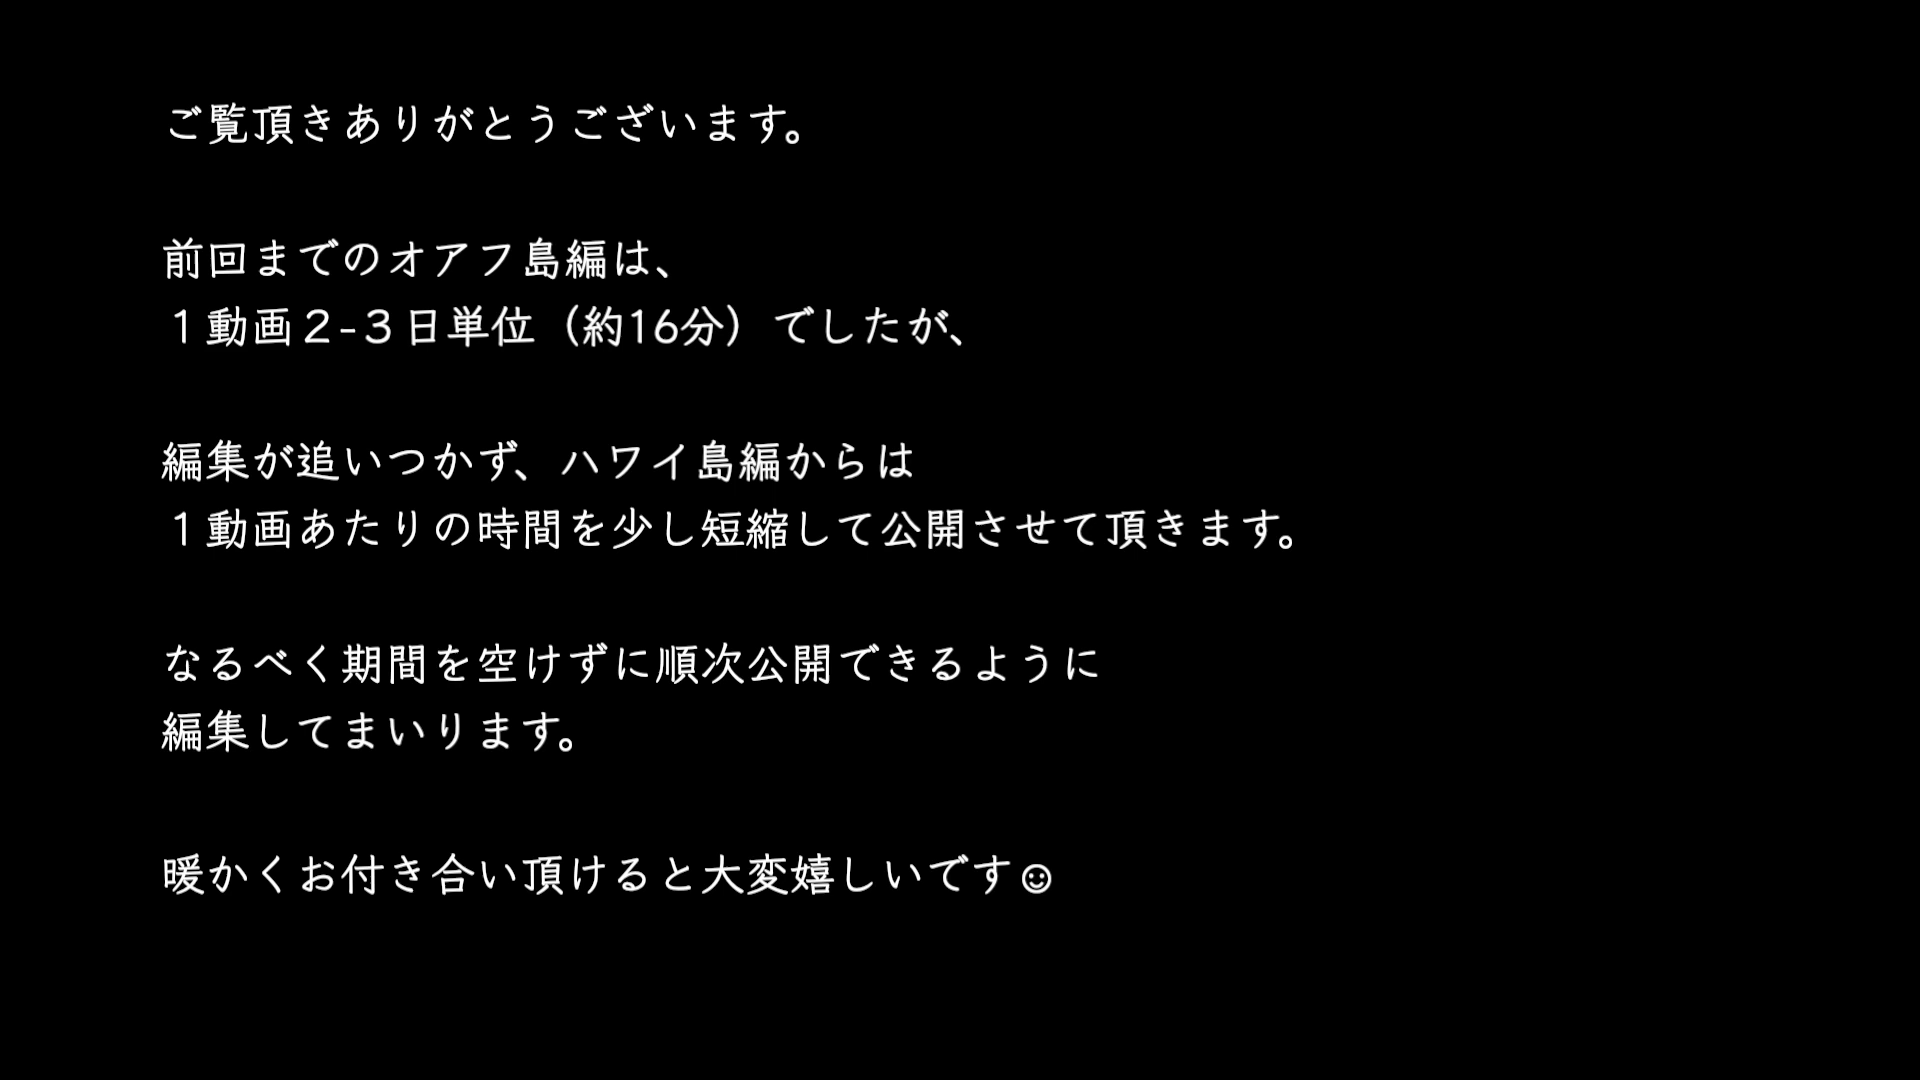 ご覧頂きありがとうございます。
前回までのオアフ島編は、
１動画２-３日単位（約16分）でしたが、
編集が追いつかず、ハワイ島編からは
１動画あたりの時間を少し短縮して公開させて頂きます。
なるべく期間を空けずに順次公開できるように
編集してまいります。
暖かくお付き合い頂けると大変嬉しいです☺